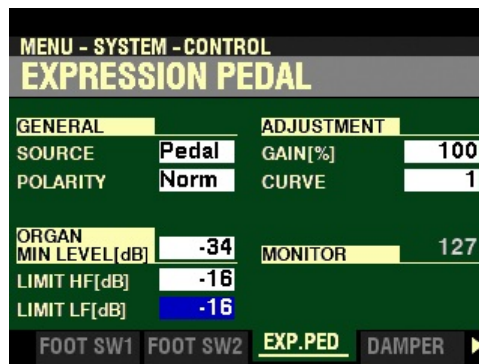 MENU - SYSTEM - CONTROL
EXPRESSION PEDAL
GENERAL
SOURCE Pedal
POLARITY Norm
ADJUSTMENT
GAIN[%] 100
CURVE 1
ORGAN
MIN LEVEL[dB] -34
LIMIT HF[dB] -16
LIMIT LF[dB] -16
MONITOR 127
FOOT SW1 FOOT SW2 EXP.PED DAMPER